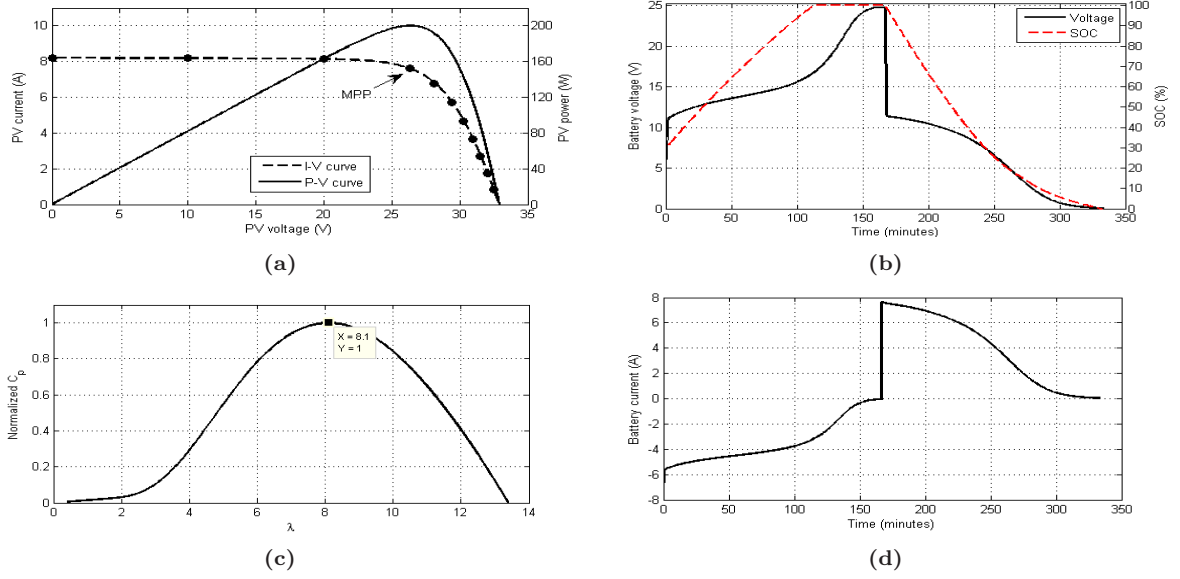 10
8
6
4
2
0
PV current (A)
200
160
120
80
40
0
PV power (W)
MPP
I-V curve
P-V curve
0 5 10 15 20 25 30 35
PV voltage (V)
(a)
25
20
15
10
5
0
Battery voltage (V)
Voltage
SOC
100
90
80
70
60
50
40
30
20
10
0
SOC (%)
0 50 100 150 200 250 300 350
Time (minutes)
(b)
1
0.8
0.6
0.4
0.2
0
Normalized Cp
X = 8.1
Y = 1
0 2 4 6 8 10 12 14
λ
(c)
8
6
4
2
0
-2
-4
-6
-8
Battery current (A)
0 50 100 150 200 250 300 350
Time (minutes)
(d)